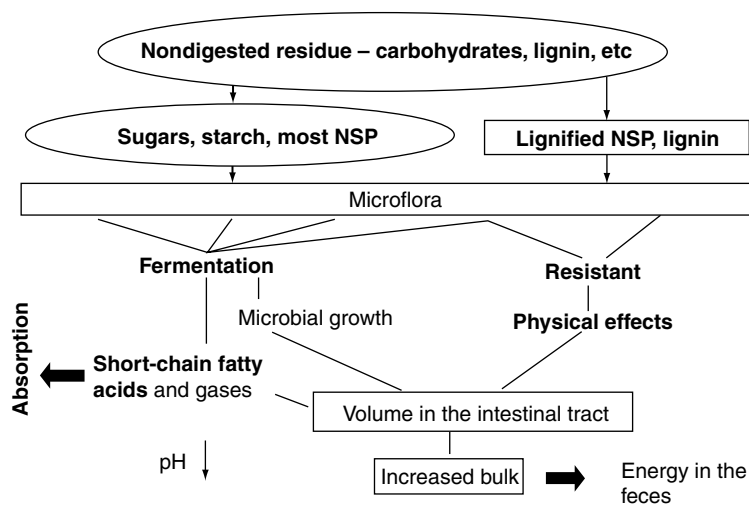 Nondigested residue – carbohydrates, lignin, etc
Sugars, starch, most NSP
Lignified NSP, lignin
Microflora
Fermentation
Resistant
Microbial growth
Physical effects
Absorption
Short-chain fatty
acids and gases
Volume in the intestinal tract
pH
Increased bulk
Energy in the
feces